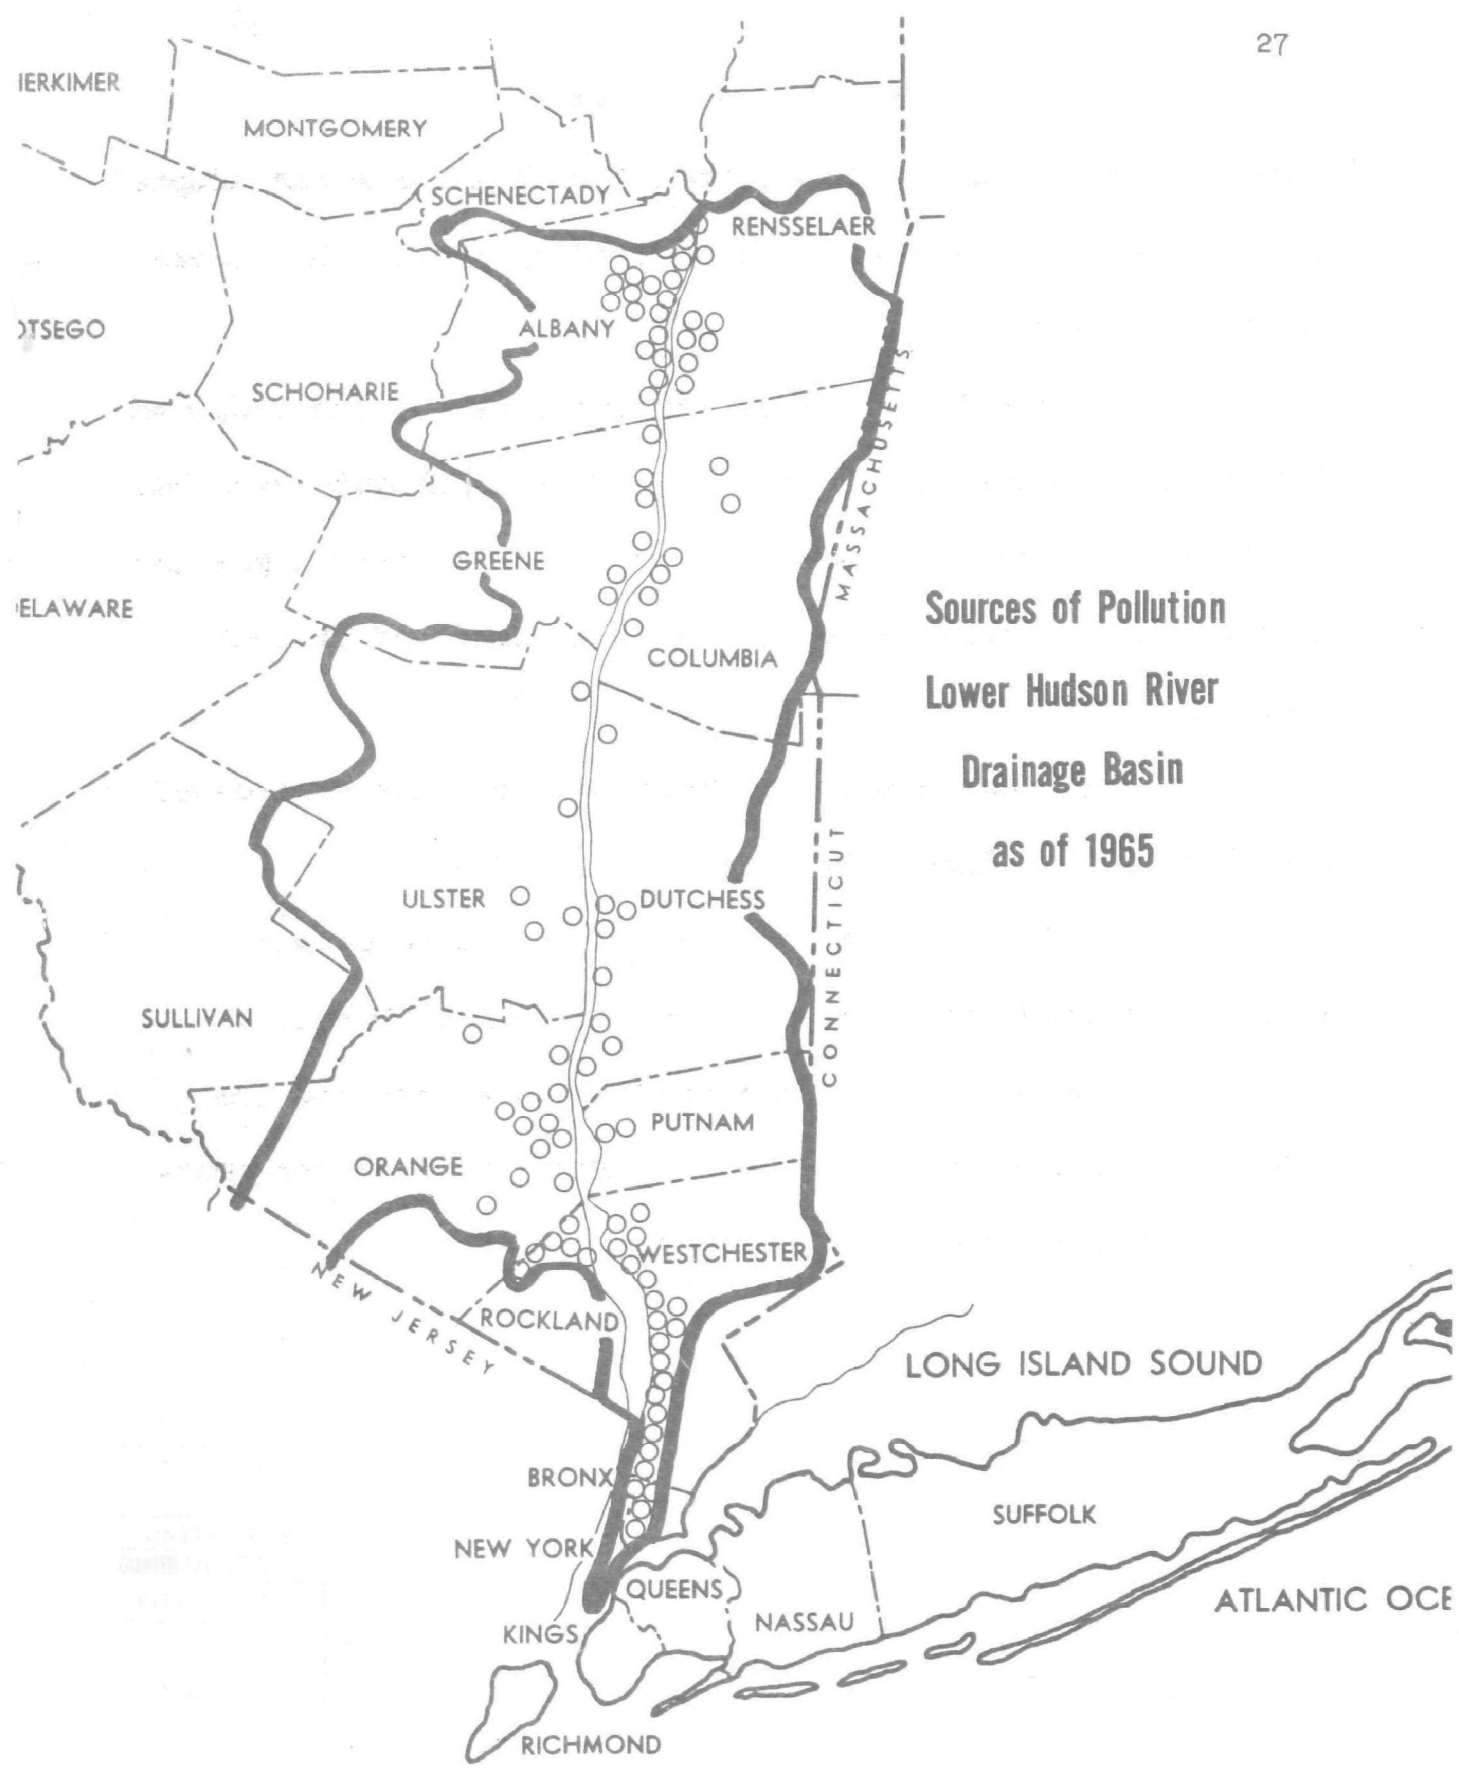 27
IERKIMER
MONTGOMERY
SCHENECTADY
RENSSELAER
OTSEGO
ALBANY
SCHOHARIE
MASSACHUSETTS
GREENE
ELAWARE
Sources of Pollution
COLUMBIA
Lower Hudson River
Drainage Basin
as of 1965
ULSTER
DUTCHESS
CONNECTICUT
SULLIVAN
PUTNAM
ORANGE
WESTCHESTER
NEW JERSEY
ROCKLAND
LONG ISLAND SOUND
BRONX
SUFFOLK
NEW YORK
QUEENS
ATLANTIC OCE
NASSAU
KINGS
RICHMOND